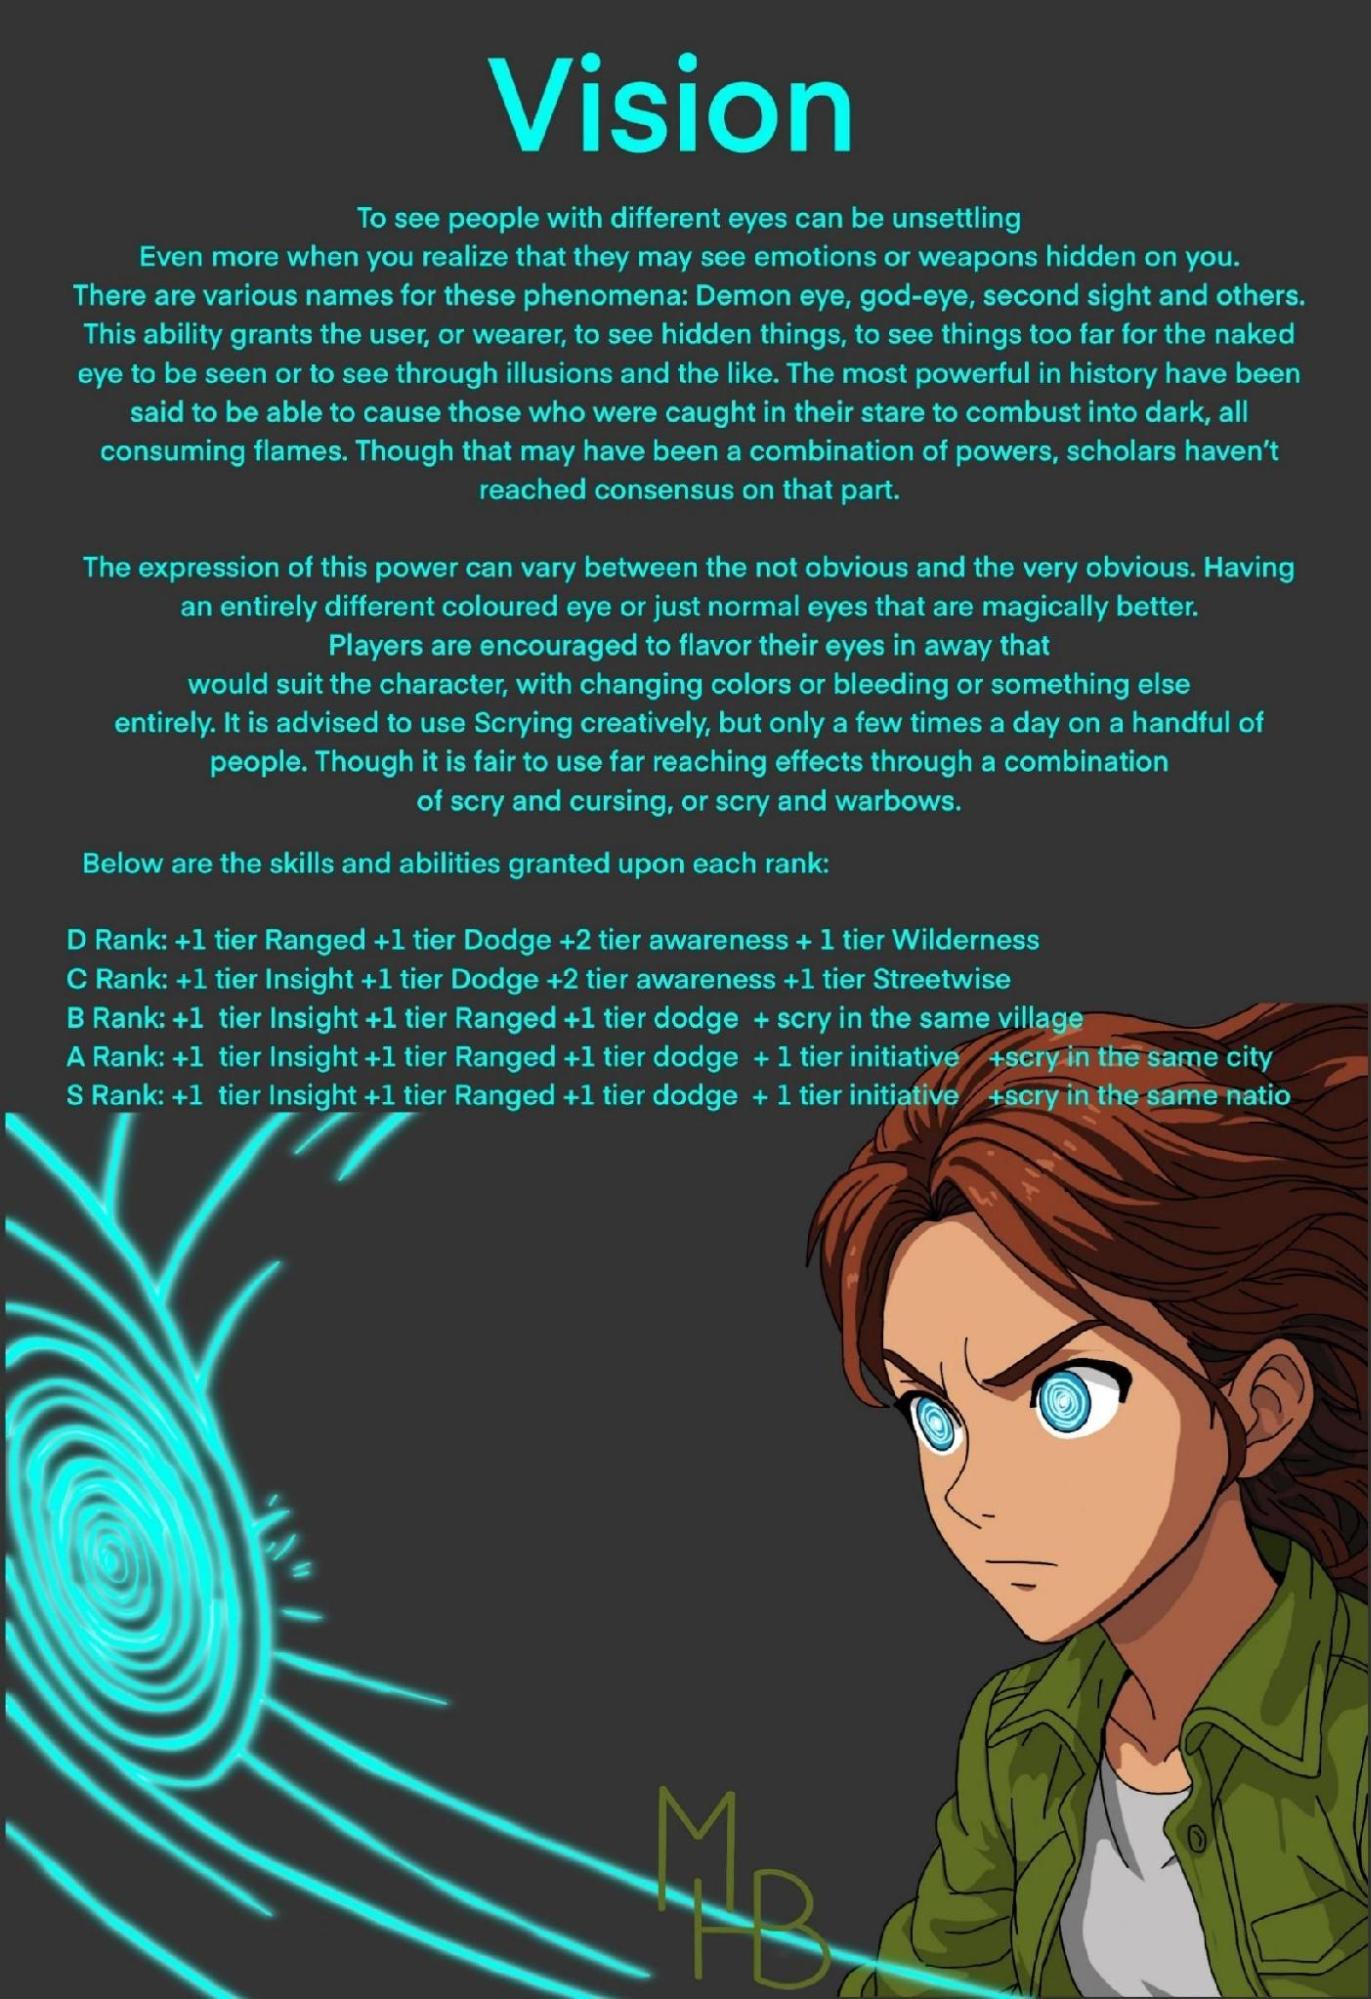 Vision
To see people with different eyes can be unsettling
Even more when you realize that they may see emotions or weapons hidden on you.
There are various names for these phenomena: Demon eye, god-eye, second sight and others.
This ability grants the user, or wearer, to see hidden things, to see things too far for the naked
eye to be seen or to see through illusions and the like. The most powerful in history have been
said to be able to cause those who were caught in their stare to combust into dark, all
consuming flames. Though that may have been a combination of powers, scholars haven't
reached consensus on that part.
The expression of this power can vary between the not obvious and the very obvious. Having
an entirely different coloured eye or just normal eyes that are magically better.
Players are encouraged to flavor their eyes in away that
would suit the character, with changing colors or bleeding or something else
entirely. It is advised to use Scrying creatively, but only a few times a day on a handful of
people. Though it is fair to use far reaching effects through a combination
of scry and cursing, or scry and warbows.
Below are the skills and abilities granted upon each rank:
D Rank: +1 tier Ranged +1 tier Dodge +2 tier awareness + 1 tier Wilderness
C Rank: +1 tier Insight +1 tier Dodge +2 tier awareness +1 tier Streetwise
B Rank: +1 tier Insight +1 tier Ranged +1 tier dodge + scry in the same village
A Rank: +1 tier Insight +1 tier Ranged +1 tier dodge + 1 tier initiative +scry in the same city
S Rank: +1 tier Insight +1 tier Ranged +1 tier dodge + 1 tier initiative +scry in the same natio
MHB